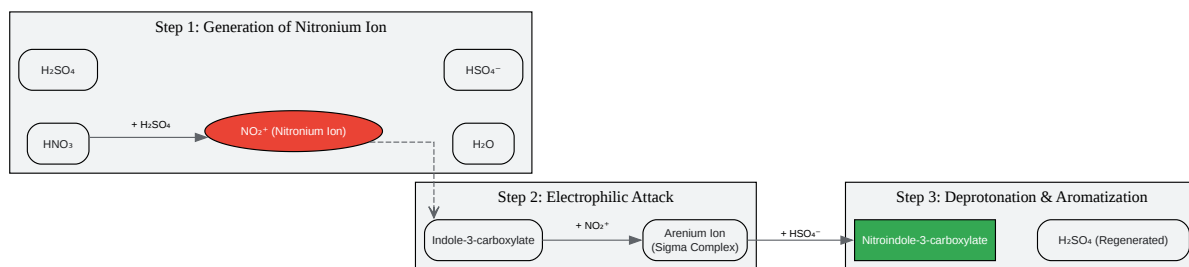 Step 1: Generation of Nitronium Ion
H₂SO₄
HSO₄⁻
HNO₃
+ H₂SO₄
NO₂⁺ (Nitronium Ion)
H₂O
Step 2: Electrophilic Attack
Indole-3-carboxylate
+ NO₂⁺
Arenium Ion
(Sigma Complex)
+ HSO₄⁻
Step 3: Deprotonation & Aromatization
Nitroindole-3-carboxylate
H₂SO₄ (Regenerated)